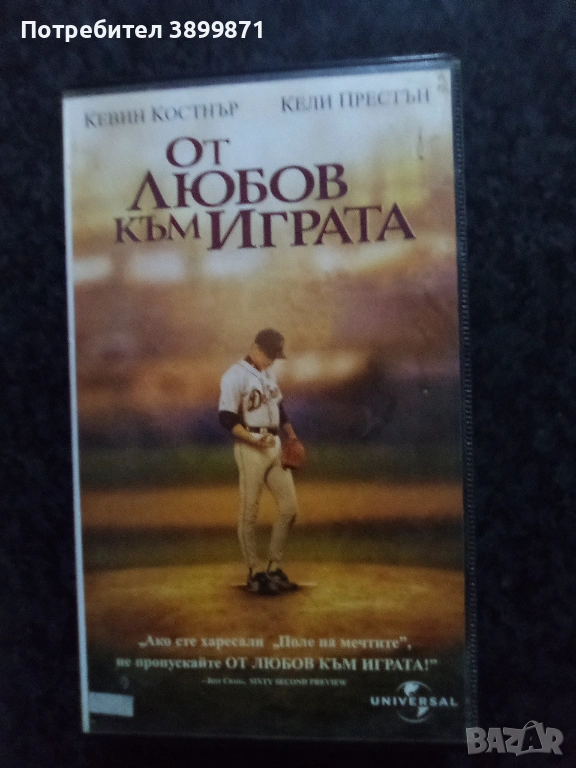 Потребител 3899871
КЕВИН КОСТНЪР КЕЛИ ПРЕСТЪН
ОТ
ЛЮБОВ
КЪМ ИГРАТА
„Ако сте харесали „Поле на мечтите”,
не пропускайте ОТ ЛЮБОВ КЪМ ИГРАТА!”
SIXTY SECOND PREVIEW
UNIVERSAL
BAZAR